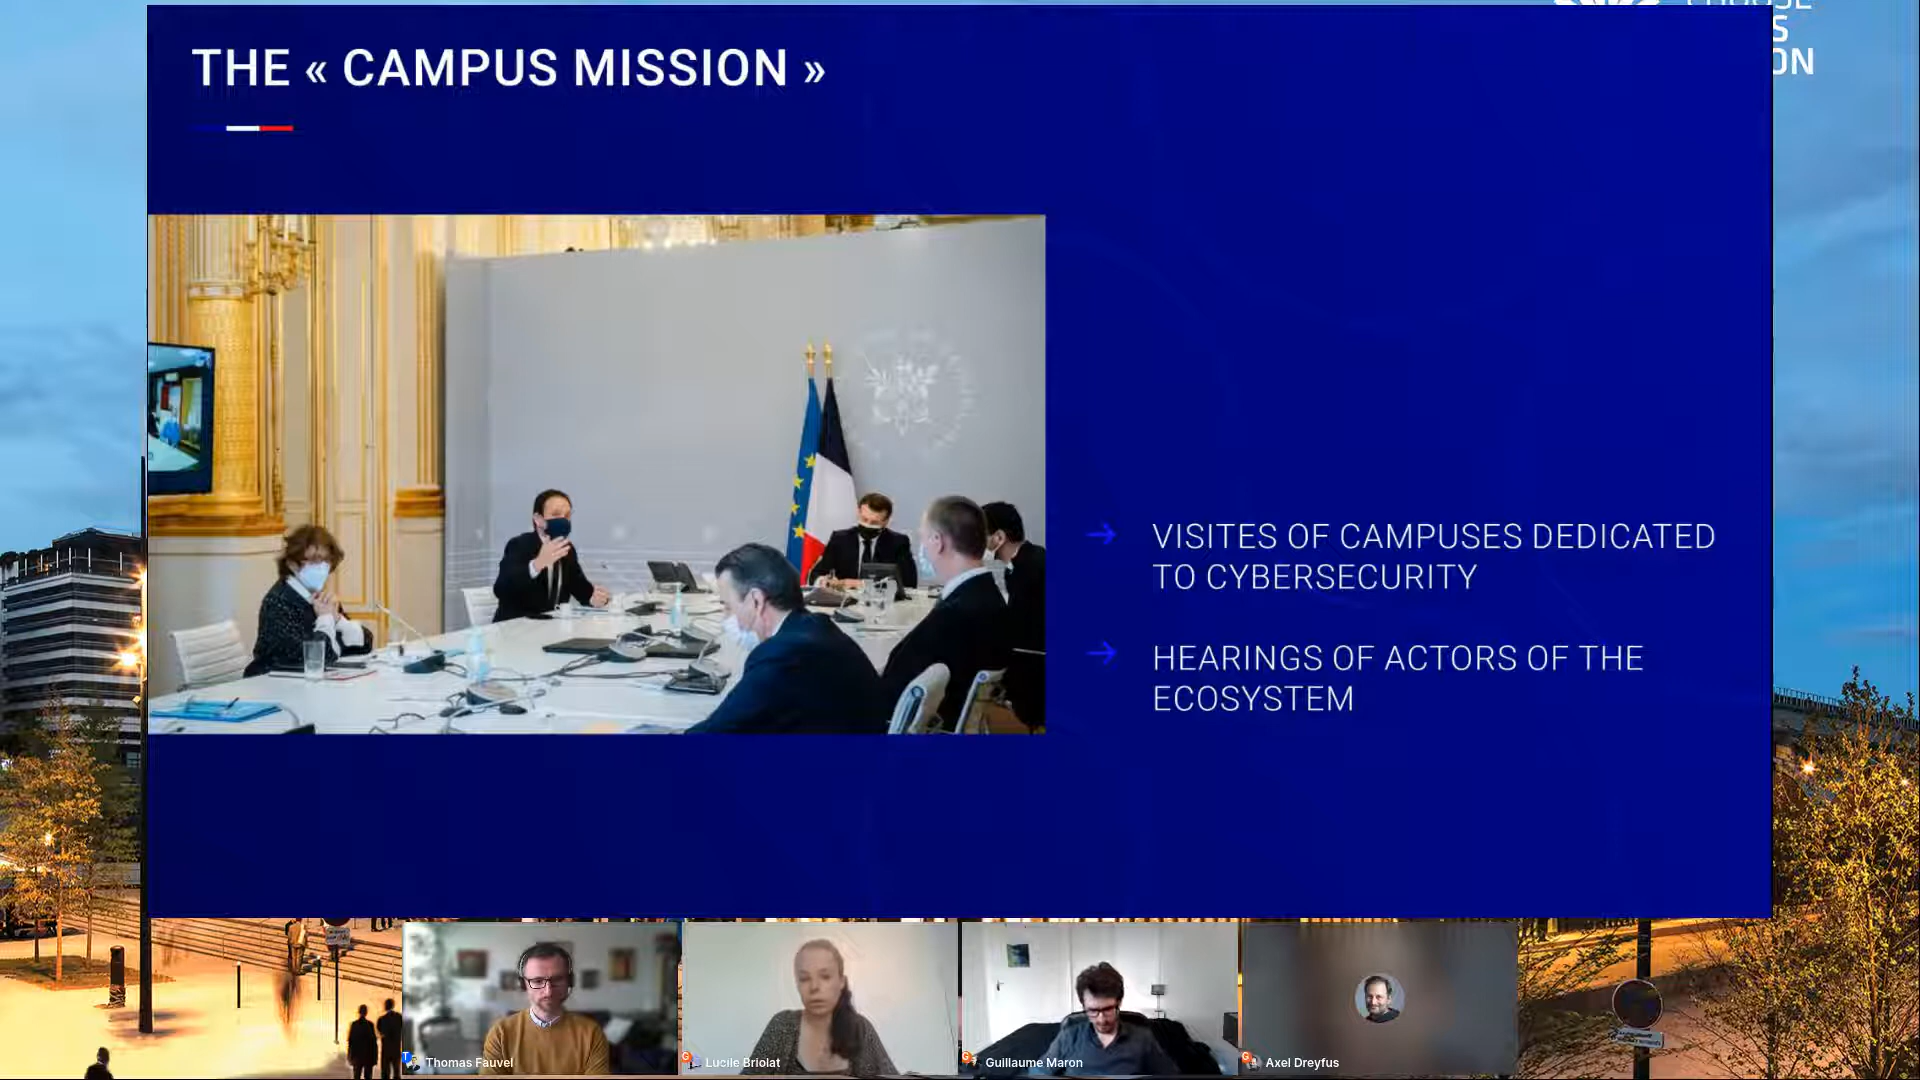 THE « CAMPUS MISSION »
S
ON
VISITES OF CAMPUSES DEDICATED
TO CYBERSECURITY
HEARINGS OF ACTORS OF THE
ECOSYSTEM
Thomas Fauvel
Lucile Briolat
Guillaume Maron
Axel Dreyfus